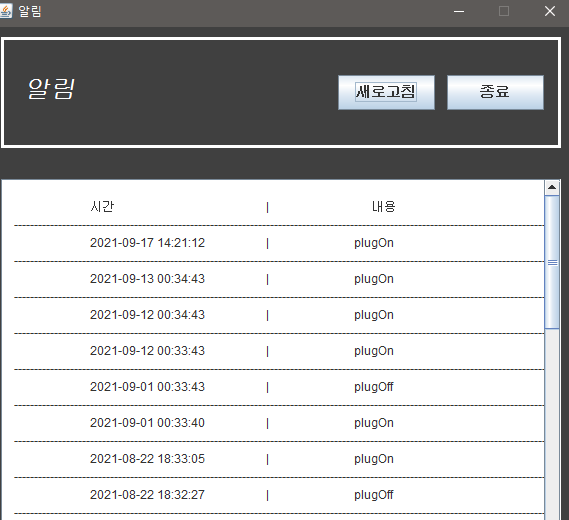 알림
알림
새로고침 종료
시간 | 내용
2021-09-17 14:21:12 | plugOn
2021-09-13 00:34:43 | plugOn
2021-09-12 00:34:43 | plugOn
2021-09-12 00:33:43 | plugOn
2021-09-01 00:33:43 | plugOff
2021-09-01 00:33:40 | plugOn
2021-08-22 18:33:05 | plugOn
2021-08-22 18:32:27 | plugOff